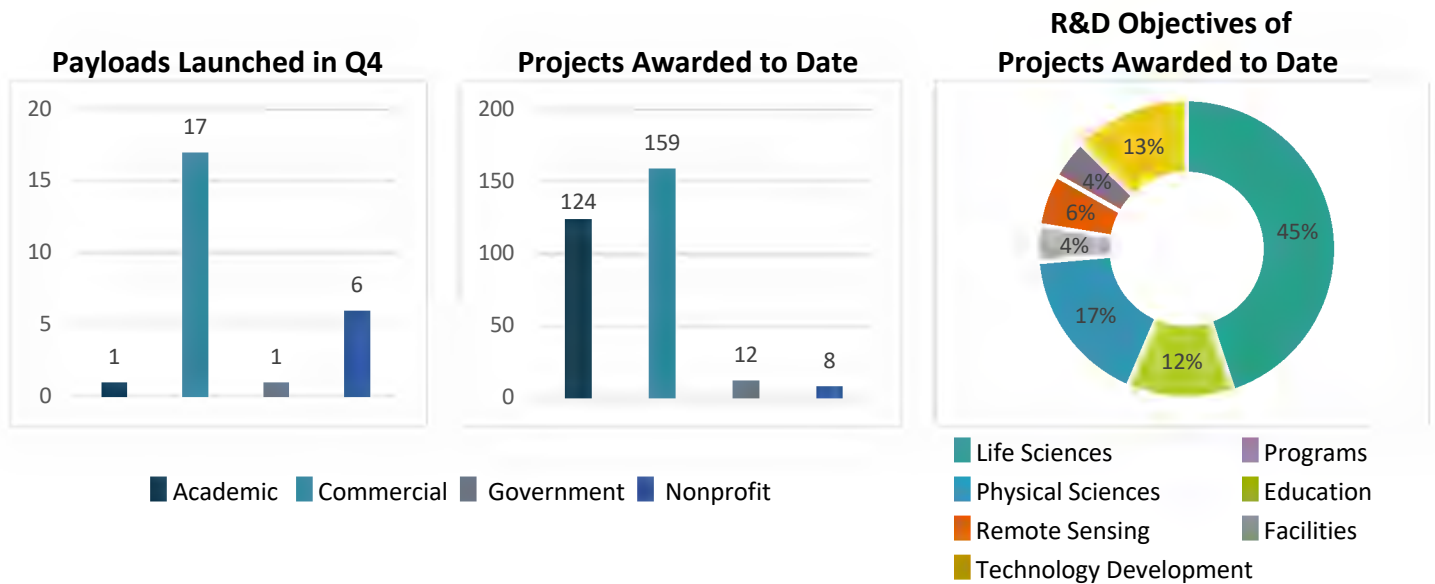 Payloads Launched in Q4
20
15
10
5
0
1
17
1
6
Projects Awarded to Date
200
150
100
50
0
124
159
12
8
Academic Commercial Government Nonprofit
R&D Objectives of
Projects Awarded to Date
45%
12%
17%
4%
6%
4%
13%
Life Sciences Programs
Physical Sciences Education
Remote Sensing Facilities
Technology Development